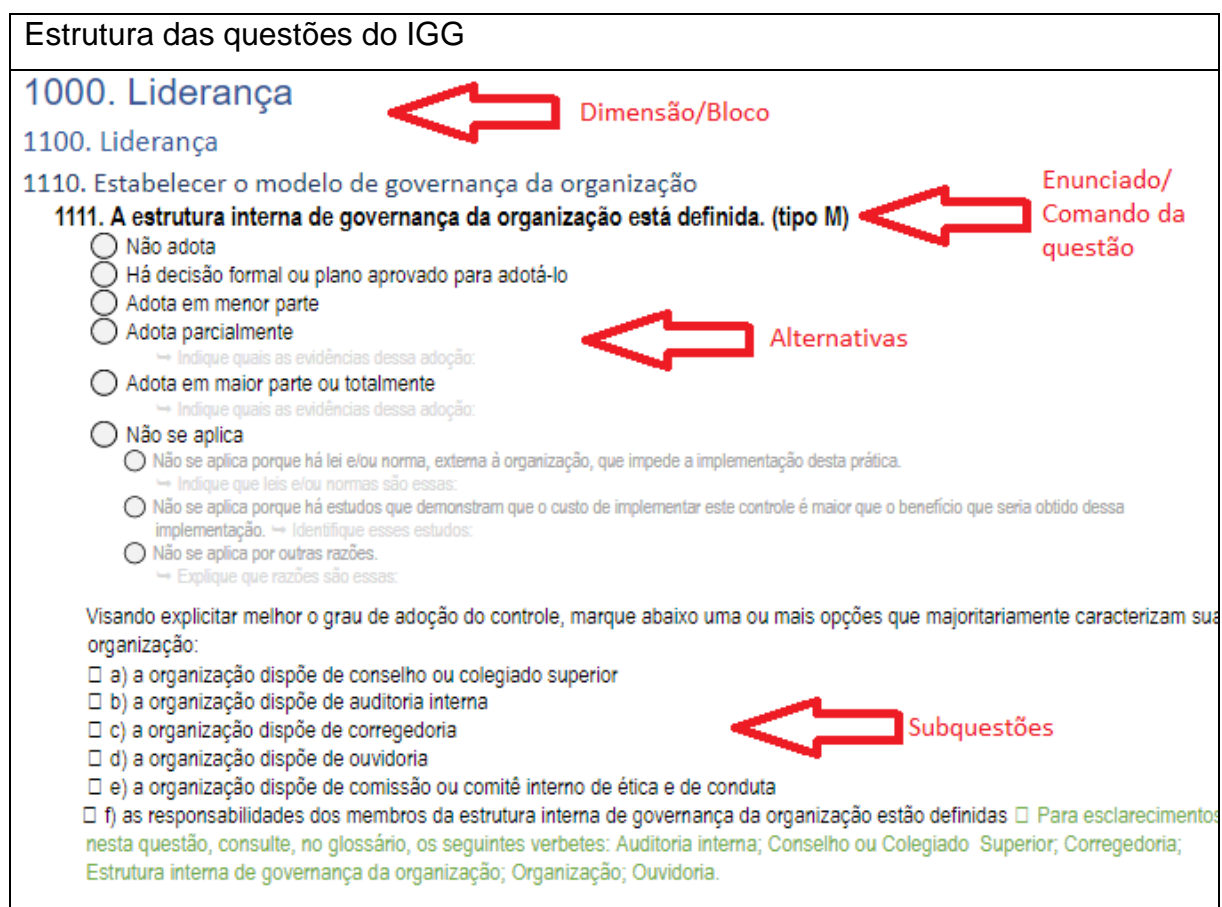 Estrutura das questões do IGG
1000. Liderança
Dimensão/Bloco
1100. Liderança
1110. Estabelecer o modelo de governança da organização
Enunciado/
Comando da
questão
1111. A estrutura interna de governança da organização está definida. (tipo M)
Não adota
Há decisão formal ou plano aprovado para adotá-lo
Adota em menor parte
Adota parcialmente
Alternativas
↪ Indique quais as evidências dessa adoção:
Adota em maior parte ou totalmente
↪ Indique quais as evidências dessa adoção:
Não se aplica
Não se aplica porque há lei e/ou norma, externa à organização, que impede a implementação desta prática.
↪ Indique que leis e/ou normas são essas:
Não se aplica porque há estudos que demonstram que o custo de implementar este controle é maior que o benefício que seria obtido dessa
implementação. ↪ Identifique esses estudos:
Não se aplica por outras razões.
↪ Explique que razões são essas:
Visando explicitar melhor o grau de adoção do controle, marque abaixo uma ou mais opções que majoritariamente caracterizam sua
organização:
☐ a) a organização dispõe de conselho ou colegiado superior
☐ b) a organização dispõe de auditoria interna
☐ c) a organização dispõe de corregedoria
Subquestões
☐ d) a organização dispõe de ouvidoria
☐ e) a organização dispõe de comissão ou comitê interno de ética e de conduta
☐ f) as responsabilidades dos membros da estrutura interna de governança da organização estão definidas ☐ Para esclarecimentos
nesta questão, consulte, no glossário, os seguintes verbetes: Auditoria interna; Conselho ou Colegiado Superior; Corregedoria;
Estrutura interna de governança da organização; Organização; Ouvidoria.